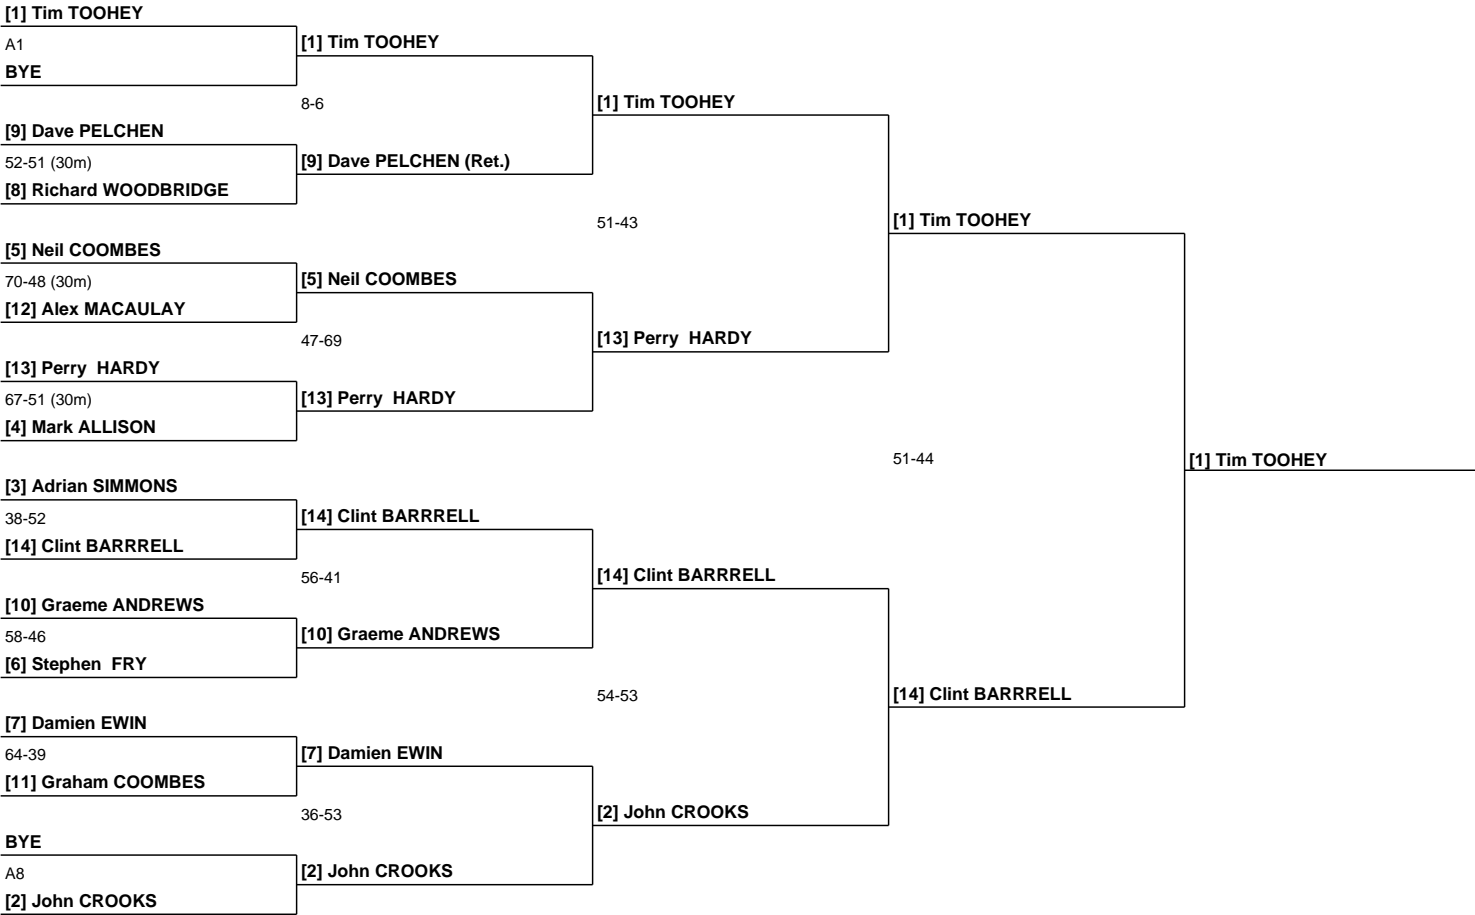 [1] Tim TOOHEY
A1
BYE
[9] Dave PELCHEN
52-51 (30m)
[8] Richard WOODBRIDGE
[5] Neil COOMBES
70-48 (30m)
[12] Alex MACAULAY
[13] Perry  HARDY
67-51 (30m)
[4] Mark ALLISON
[3] Adrian SIMMONS
38-52
[14] Clint BARRRELL
[10] Graeme ANDREWS
58-46
[6] Stephen  FRY
[7] Damien EWIN
64-39
[11] Graham COOMBES
BYE
A8
[2] John CROOKS
[1] Tim TOOHEY
8-6
[9] Dave PELCHEN (Ret.)
[5] Neil COOMBES
47-69
[13] Perry  HARDY
[14] Clint BARRRELL
56-41
[10] Graeme ANDREWS
[7] Damien EWIN
36-53
[2] John CROOKS
[1] Tim TOOHEY
51-43
[13] Perry  HARDY
[14] Clint BARRRELL
54-53
[2] John CROOKS
[1] Tim TOOHEY
51-44
[14] Clint BARRRELL
[1] Tim TOOHEY